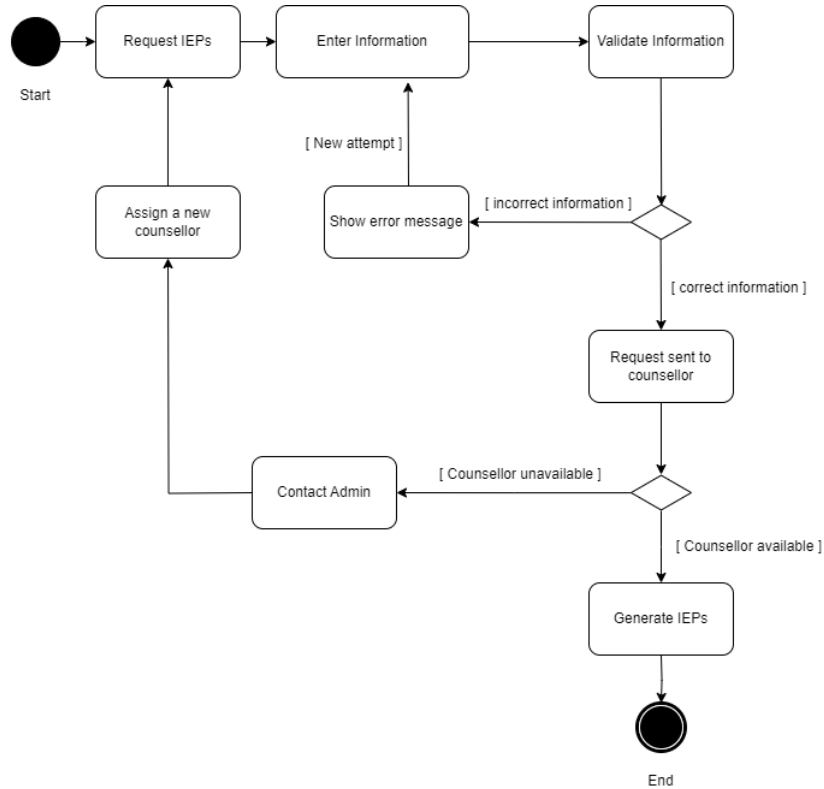 Request IEPs
Enter Information
Validate Information
Start
[ New attempt ]
Assign a new
counsellor
Show error message
[ incorrect information ]
[ correct information ]
Request sent to
counsellor
Contact Admin
[ Counsellor unavailable ]
[ Counsellor available ]
Generate IEPs
End